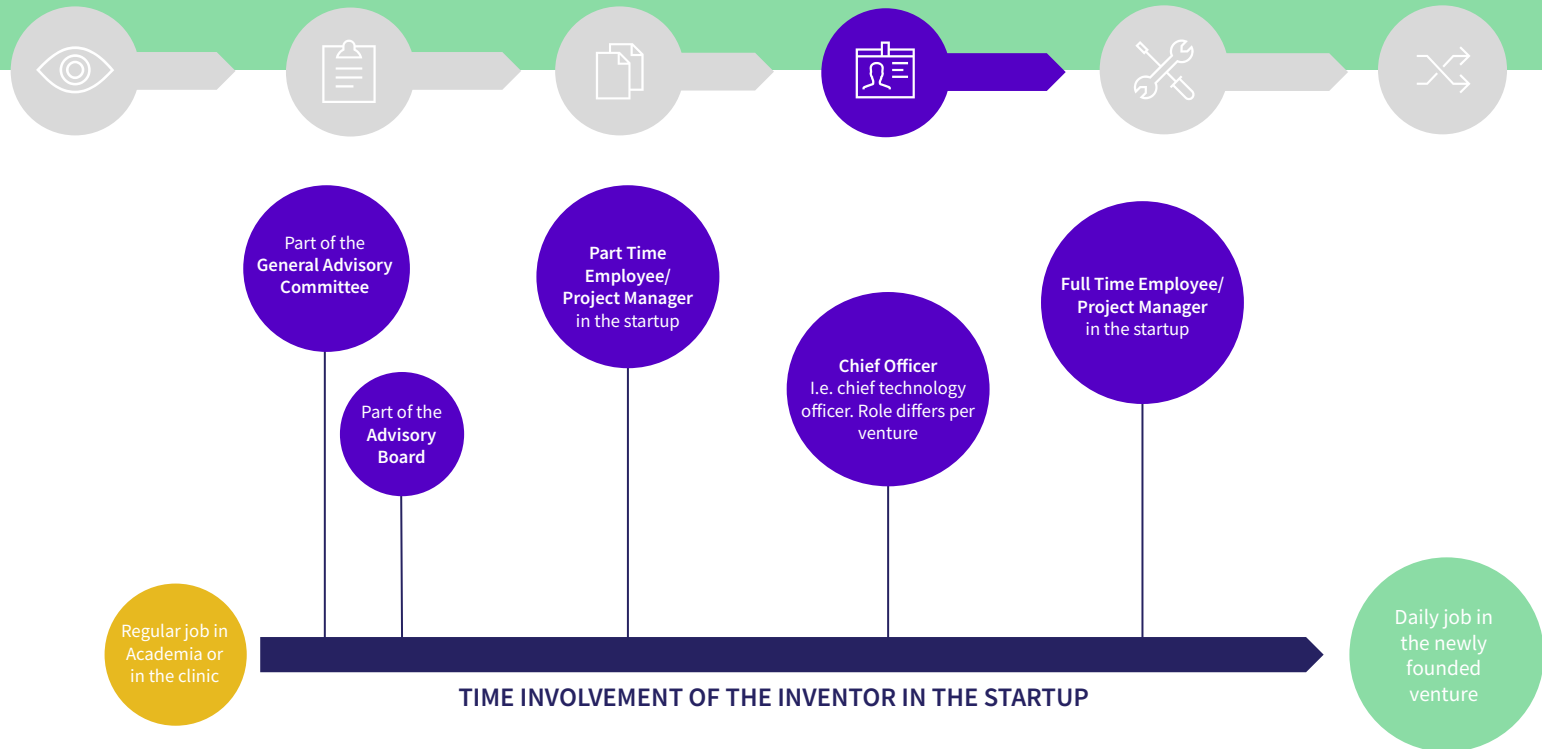 Part of the
General Advisory
Committee
Part of the
Advisory
Board
Part Time
Employee/
Project Manager
in the startup
Chief Officer
I.e. chief technology
officer. Role differs per
venture
Full Time Employee/
Project Manager
in the startup
Regular job in
Academia or
in the clinic
TIME INVOLVEMENT OF THE INVENTOR IN THE STARTUP
Daily job in
the newly
founded
venture